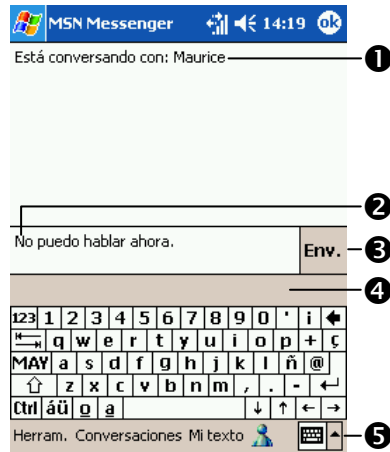 MSN Messenger 14:19 ok
Está conversando con: Maurice
1
2
No puedo hablar ahora.
Env.
3
4
123 1 2 3 4 5 6 7 8 9 0 ' i
q w e r t y u i o p + ç
MAY a s d f g h j k l ñ @
z x c v b n m , . -
Ctrl áü o a ↓ ↑ ← →
Herram. Conversaciones Mi texto
5